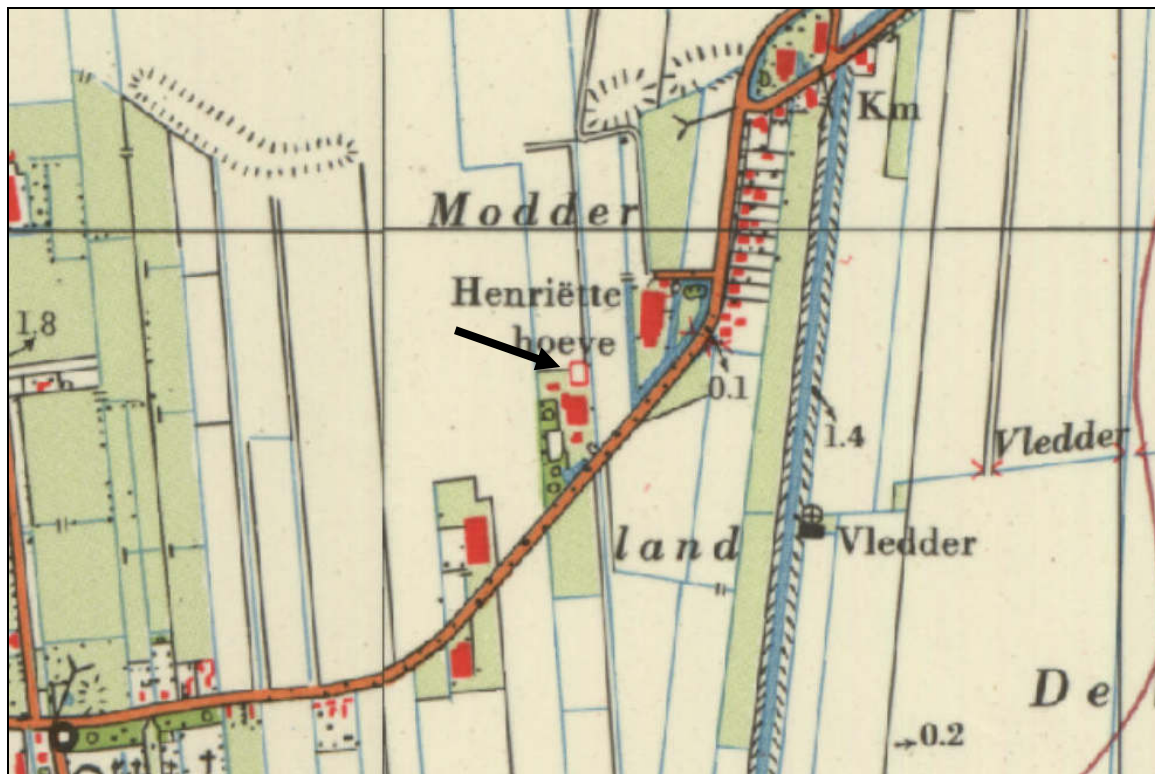 Km
Modder
Henriëtte
hoeve
1.8
0.1
1.4
Vledder
land
Vledder
De
0.2